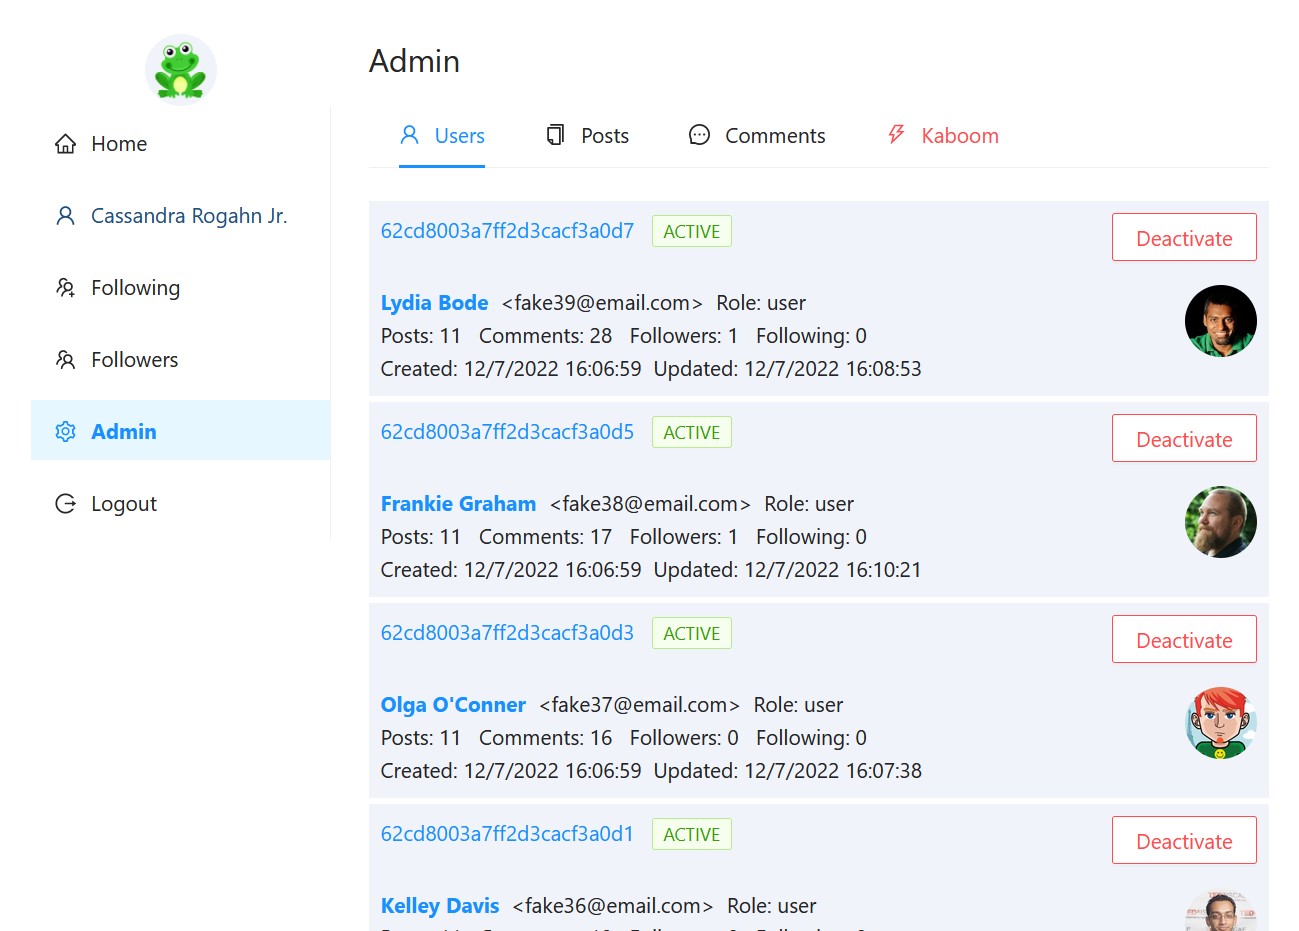 Admin
Home
Cassandra Rogahn Jr.
Following
Followers
Admin
Logout
Users
Posts
Comments
Kaboom
62cd8003a7ff2d3cacf3a0d7 ACTIVE Deactivate
Lydia Bode <fake39@email.com> Role: user
Posts: 11 Comments: 28 Followers: 1 Following: 0
Created: 12/7/2022 16:06:59 Updated: 12/7/2022 16:08:53
62cd8003a7ff2d3cacf3a0d5 ACTIVE Deactivate
Frankie Graham <fake38@email.com> Role: user
Posts: 11 Comments: 17 Followers: 1 Following: 0
Created: 12/7/2022 16:06:59 Updated: 12/7/2022 16:10:21
62cd8003a7ff2d3cacf3a0d3 ACTIVE Deactivate
Olga O'Conner <fake37@email.com> Role: user
Posts: 11 Comments: 16 Followers: 0 Following: 0
Created: 12/7/2022 16:06:59 Updated: 12/7/2022 16:07:38
62cd8003a7ff2d3cacf3a0d1 ACTIVE Deactivate
Kelley Davis <fake36@email.com> Role: user